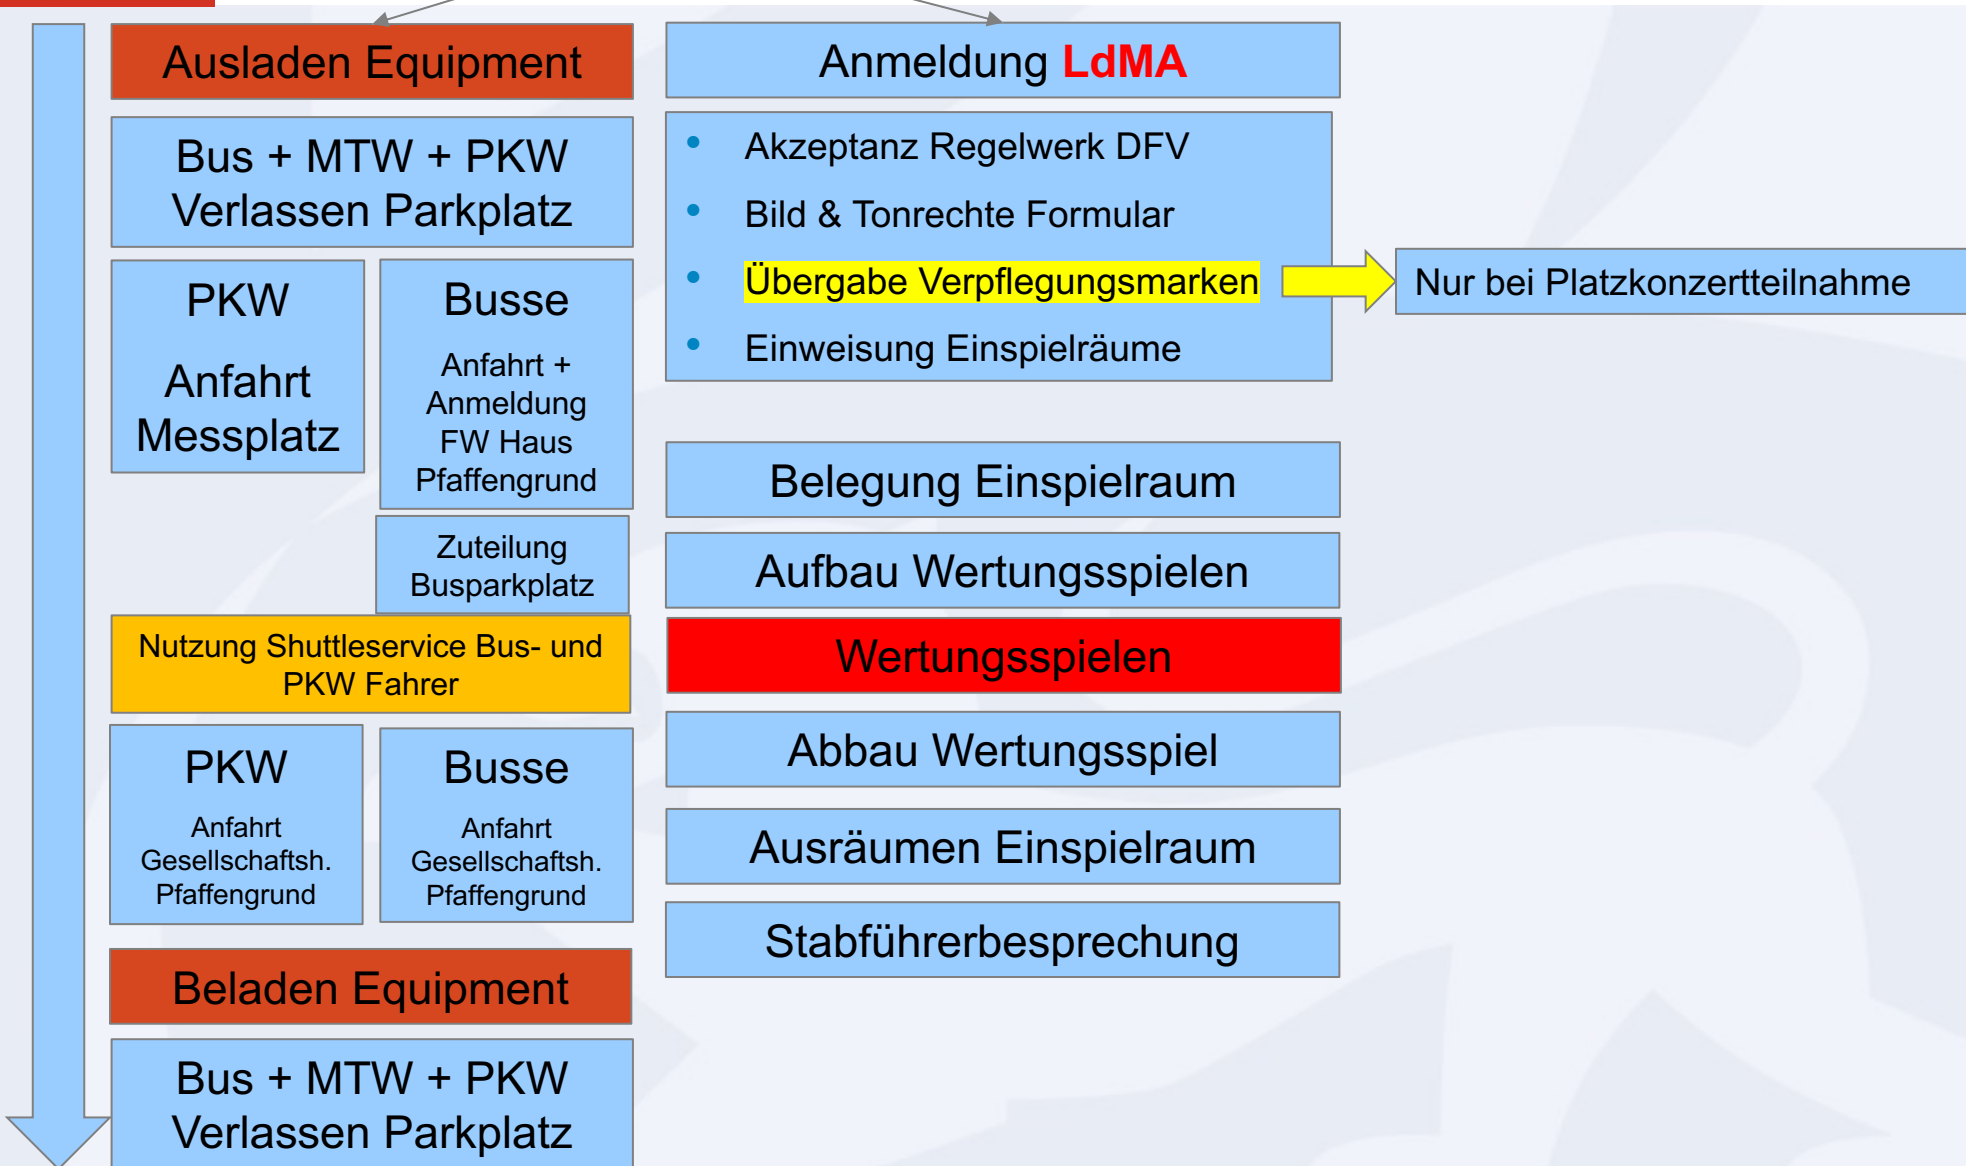 Ausladen Equipment
Bus + MTW + PKW
Verlassen Parkplatz
PKW
Anfahrt
Messplatz
Busse
Anfahrt +
Anmeldung
FW Haus
Pfaffengrund
Zuteilung
Busparkplatz
Nutzung Shuttleservice Bus- und
PKW Fahrer
PKW
Anfahrt
Gesellschaftsh.
Pfaffengrund
Busse
Anfahrt
Gesellschaftsh.
Pfaffengrund
Beladen Equipment
Bus + MTW + PKW
Verlassen Parkplatz
Anmeldung LdMA
• Akzeptanz Regelwerk DFV
• Bild & Tonrechte Formular
• Übergabe Verpflegungsmarken
• Einweisung Einspielräume
Nur bei Platzkonzertteilnahme
Belegung Einspielraum
Aufbau Wertungsspielen
Wertungsspielen
Abbau Wertungsspiel
Ausräumen Einspielraum
Stabführerbesprechung